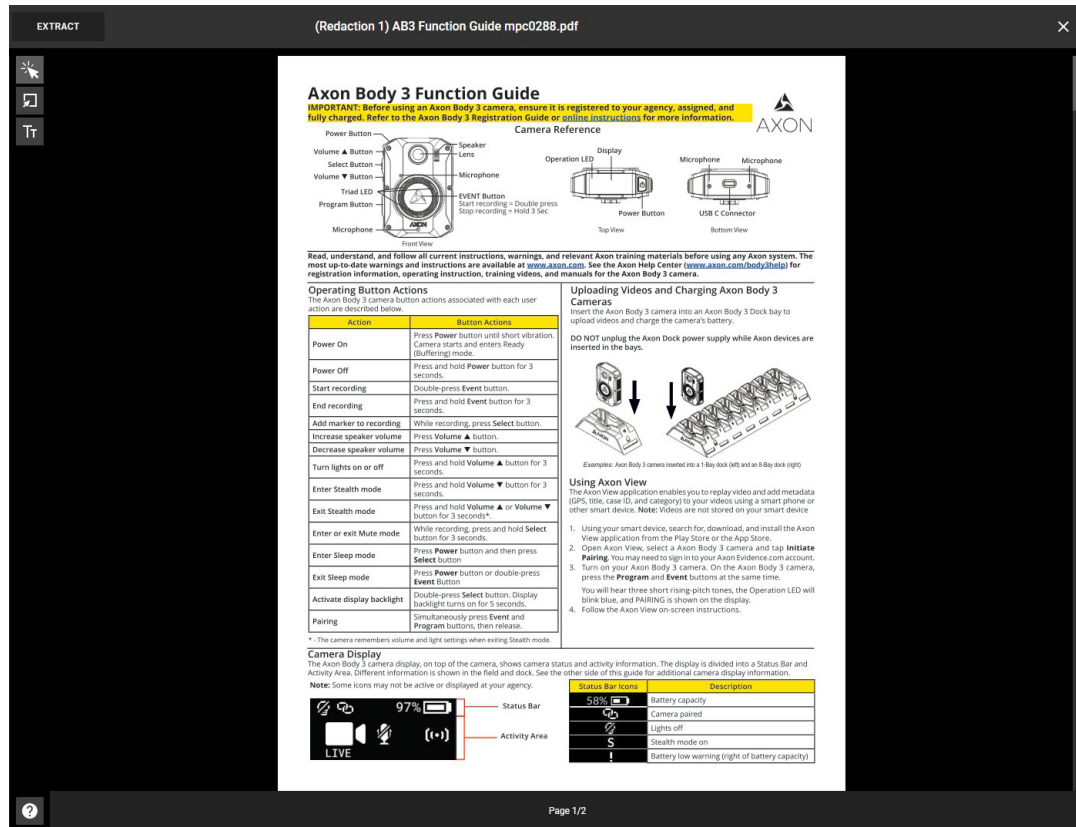 EXTRACT
(Redaction 1) AB3 Function Guide mpc0288.pdf
Axon Body 3 Function Guide
IMPORTANT: Before using an Axon Body 3 camera, ensure it is registered to your agency, assigned, and
fully charged. Refer to the Axon Body 3 Registration Guide or online instructions for more information.
AXON
Camera Reference
Power Button
Volume ▲ Button
Select Button
Volume ▼ Button
Triad LED
Program Button
Microphone
Speaker
Lens
Microphone
EVENT Button
Start recording = Double press
Stop recording = Hold 3 Sec
AXON
Front View
Operation LED
Display
Power Button
Top View
Microphone
Microphone
USB C Connector
Bottom View
Read, understand, and follow all current instructions, warnings, and relevant Axon training materials before using any Axon system. The
most up-to-date warnings and instructions are available at www.axon.com. See the Axon Help Center (www.axon.com/body3help) for
registration information, operating instruction, training videos, and manuals for the Axon Body 3 camera.
Operating Button Actions
The Axon Body 3 camera button actions associated with each user
action are described below.
Action Button Actions
Power On Press Power button until short vibration.
Camera starts and enters Ready
(Buffering) mode.
Power Off Press and hold Power button for 3
seconds.
Start recording Double-press Event button.
End recording Press and hold Event button for 3
seconds.
Add marker to recording While recording, press Select button.
Increase speaker volume Press Volume ▲ button.
Decrease speaker volume Press Volume ▼ button.
Turn lights on or off Press and hold Volume ▲ button for 3
seconds.
Enter Stealth mode Press and hold Volume ▼ button for 3
seconds.
Exit Stealth mode Press and hold Volume ▲ or Volume ▼
button for 3 seconds*.
Enter or exit Mute mode While recording, press and hold Select
button for 3 seconds.
Enter Sleep mode Press Power button and then press
Select button
Exit Sleep mode Press Power button or double-press
Event Button
Activate display backlight Double-press Select button. Display
backlight turns on for 5 seconds.
Pairing Simultaneously press Event and
Program buttons, then release.
* - The camera remembers volume and light settings when exiting Stealth mode.
Uploading Videos and Charging Axon Body 3
Cameras
Insert the Axon Body 3 camera into an Axon Body 3 Dock bay to
upload videos and charge the camera's battery.
DO NOT unplug the Axon Dock power supply while Axon devices are
inserted in the bays.
Examples: Axon Body 3 camera inserted into a 1-Bay dock (left) and an 8-Bay dock (right)
Using Axon View
The Axon View application enables you to replay video and add metadata
(GPS, title, case ID, and category) to your videos using a smart phone or
other smart device. Note: Videos are not stored on your smart device
1. Using your smart device, search for, download, and install the Axon
View application from the Play Store or the App Store.
2. Open Axon View, select a Axon Body 3 camera and tap Initiate
Pairing. You may need to sign in to your Axon Evidence.com account.
3. Turn on your Axon Body 3 camera. On the Axon Body 3 camera,
press the Program and Event buttons at the same time.
You will hear three short rising-pitch tones, the Operation LED will
blink blue, and PAIRING is shown on the display.
4. Follow the Axon View on-screen instructions.
Camera Display
The Axon Body 3 camera display, on top of the camera, shows camera status and activity information. The display is divided into a Status Bar and
Activity Area. Different information is shown in the field and dock. See the other side of this guide for additional camera display information.
Note: Some icons may not be active or displayed at your agency.
97%
LIVE
Status Bar
Activity Area
Status Bar Icons Description
58% Battery capacity
Camera paired
Lights off
S Stealth mode on
! Battery low warning (right of battery capacity)
Page 1/2